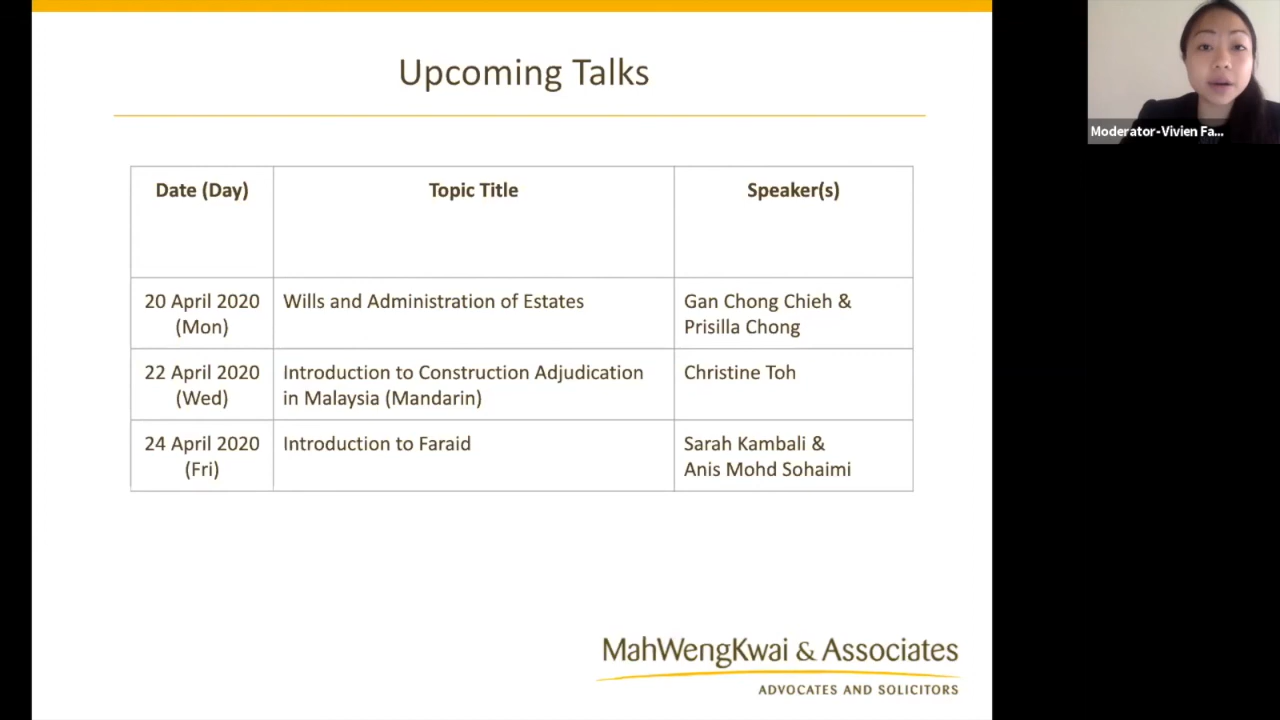 Upcoming Talks
Date (Day)
Topic Title
Speaker(s)
20 April 2020
(Mon)
Wills and Administration of Estates
Gan Chong Chieh &
Prisilla Chong
22 April 2020
(Wed)
Introduction to Construction Adjudication
in Malaysia (Mandarin)
Christine Toh
24 April 2020
(Fri)
Introduction to Faraid
Sarah Kambali &
Anis Mohd Sohaimi
MahWengKwai & Associates
ADVOCATES AND SOLICITORS
Moderator-Vivien Fa...